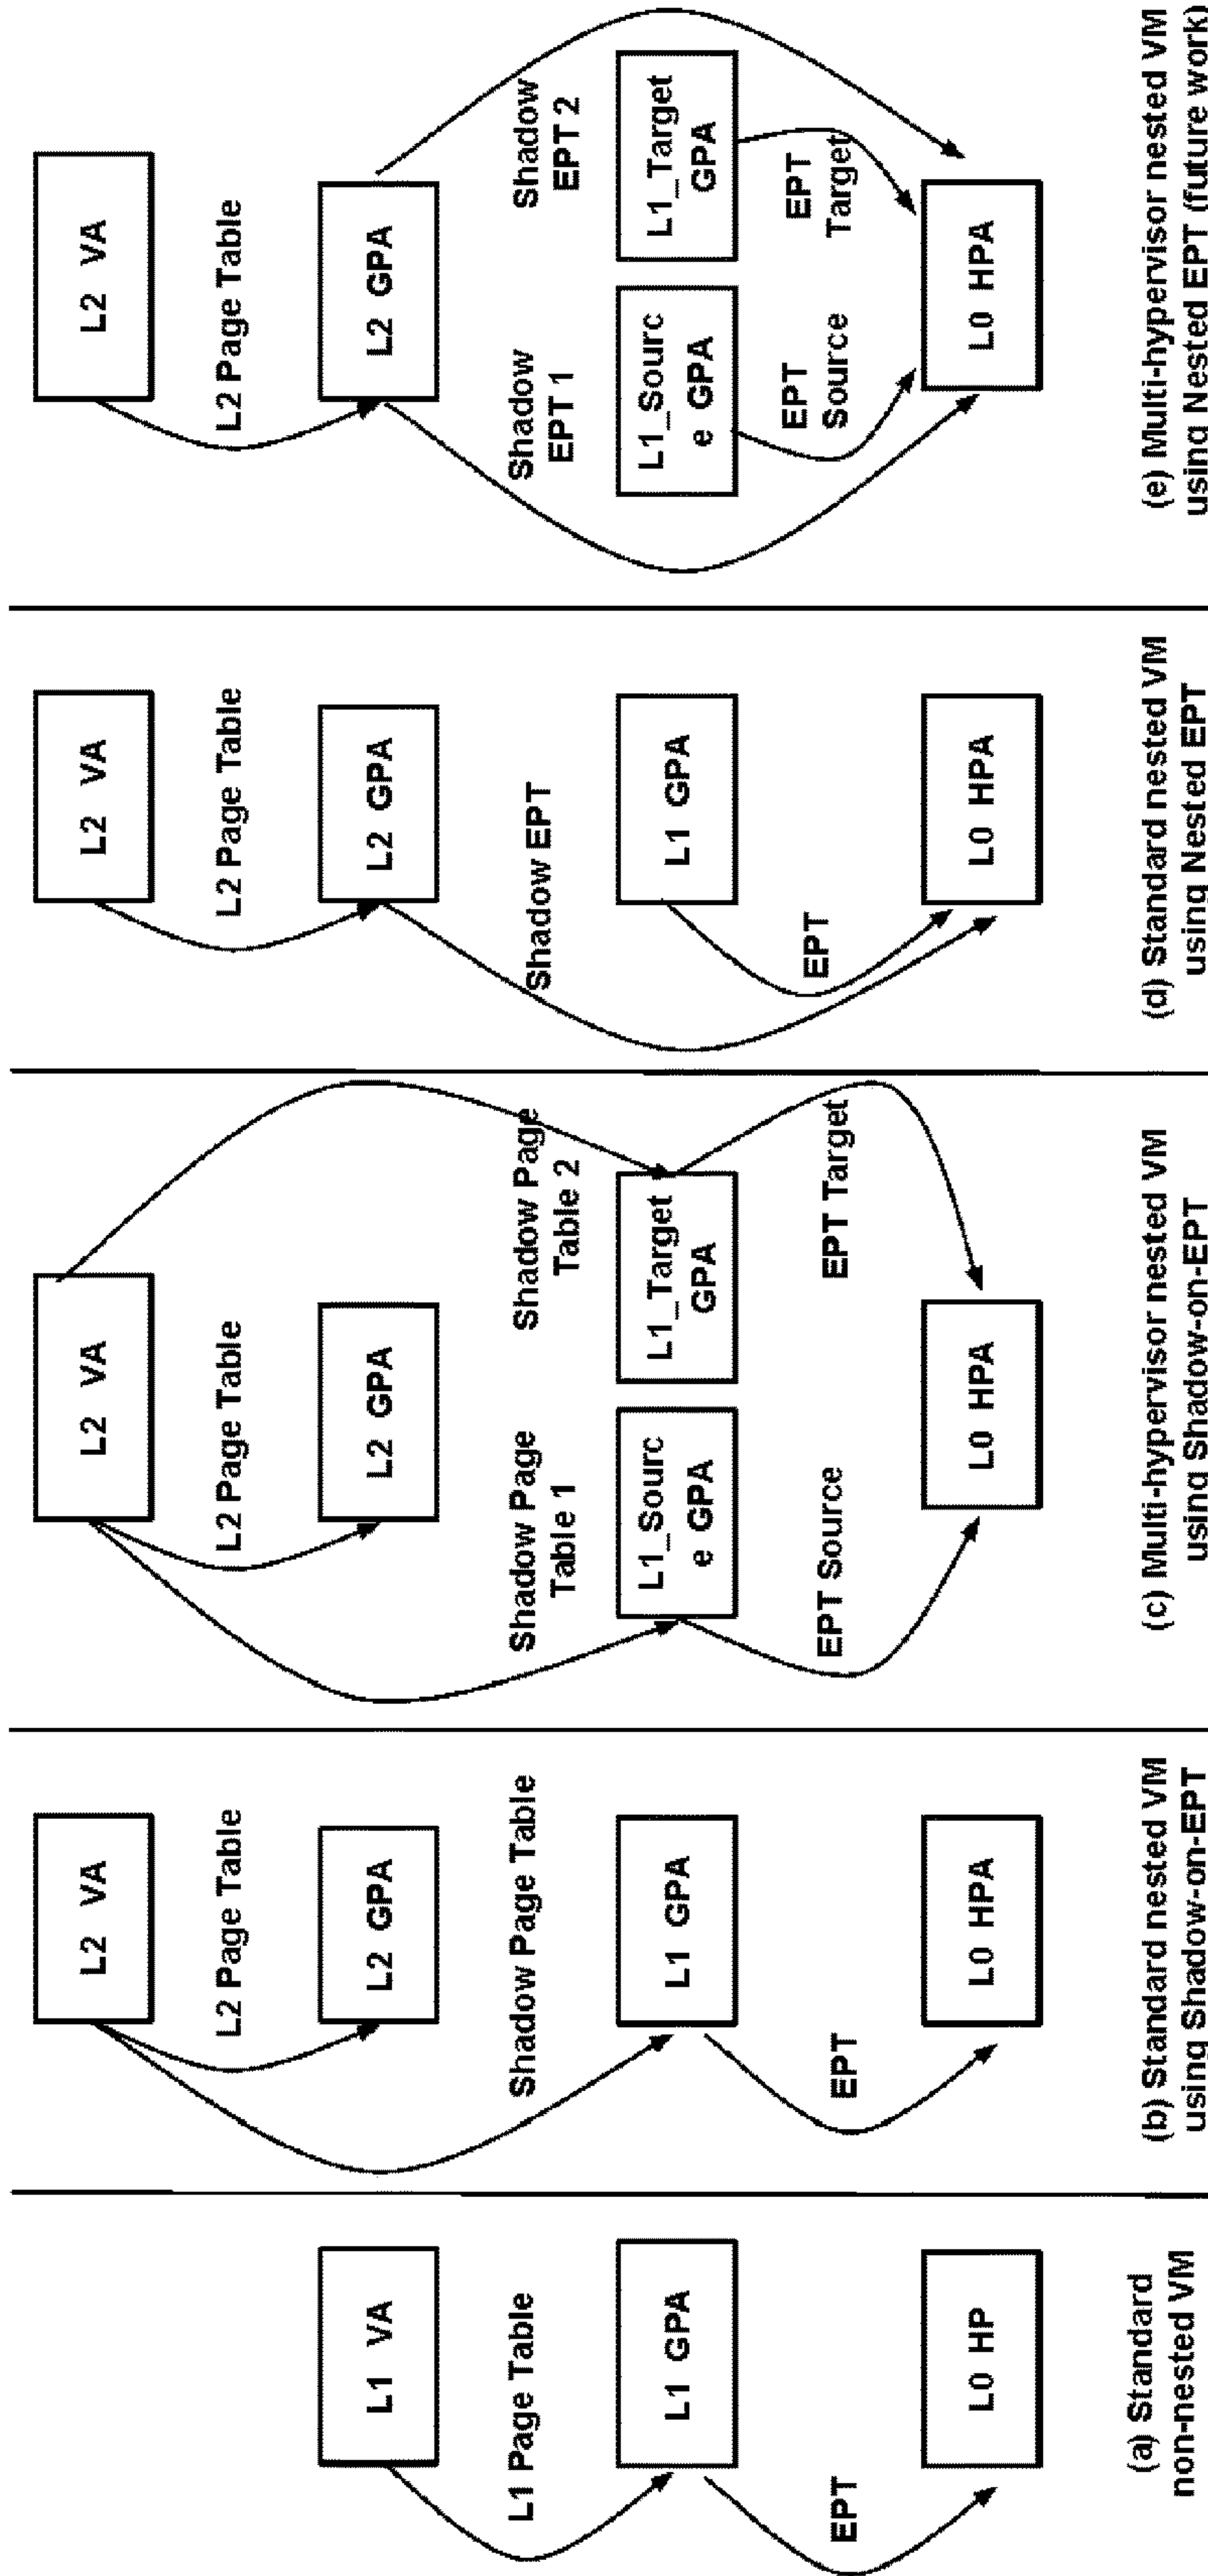 L1 VA
L1 Page Table
L1 GPA
EPT
L0 HP
(a) Standard
non-nested VM
L2 VA
L2 Page Table
L2 GPA
Shadow Page Table
L1 GPA
EPT
L0 HPA
(b) Standard nested VM
using Shadow-on-EPT
L2 VA
L2 Page Table
L2 GPA
Shadow Page
Table 1
Shadow Page
Table 2
L1_Sourc
e GPA
L1_Target
GPA
EPT Source
EPT Target
L0 HPA
(c) Multi-hypervisor nested VM
using Shadow-on-EPT
L2 VA
L2 Page Table
L2 GPA
Shadow EPT
L1 GPA
EPT
L0 HPA
(d) Standard nested VM
using Nested EPT
L2 VA
L2 Page Table
L2 GPA
Shadow
EPT 1
Shadow
EPT 2
L1_Sourc
e GPA
L1_Target
GPA
EPT
Source
EPT
Target
L0 HPA
(e) Multi-hypervisor nested VM
using Nested EPT (future work)